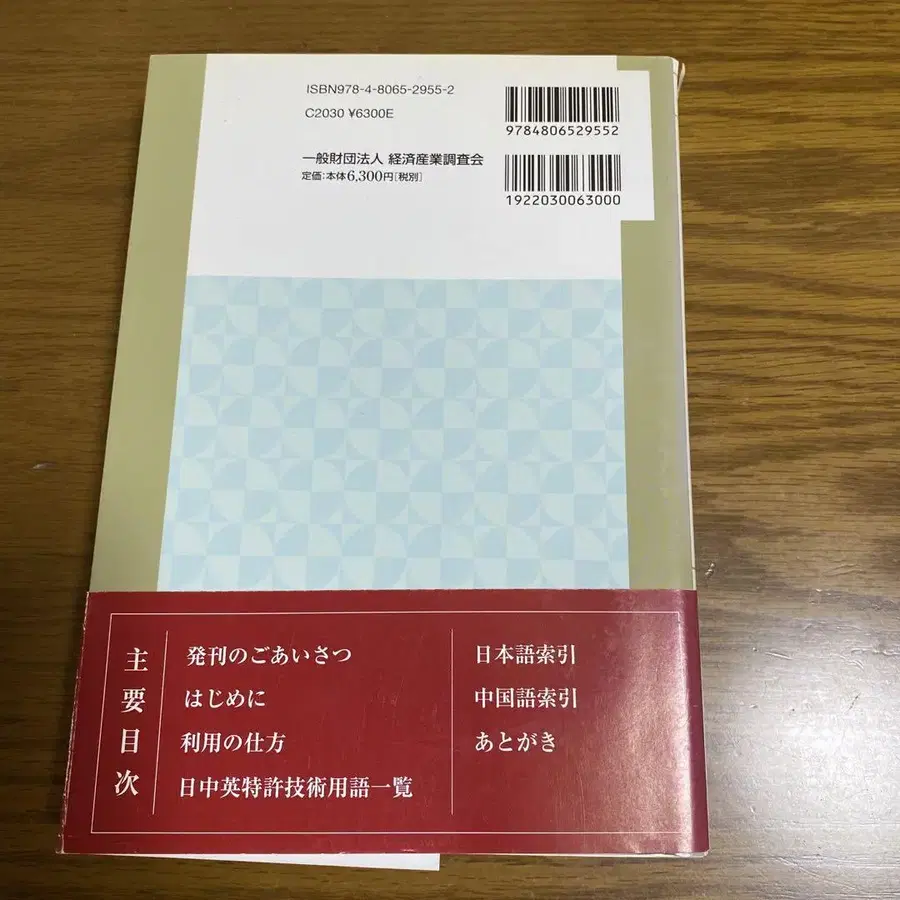 ISBN978-4-8065-2955-2
C2030 ¥6300E
一般財団法人 経済産業調査会
定価:本体6,300円[税別]
9784806529552
1922030063000
主要目次
発刊のごあいさつ
はじめに
利用の仕方
日中英特許技術用語一覧
日本語索引
中国語索引
あとがき